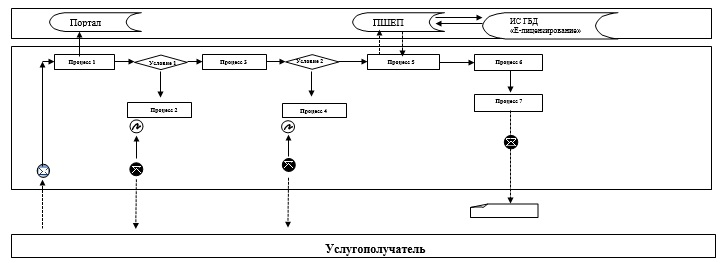 Портал
ПШЕП
ИС ГБД
«Е-лицензирование»
Процесс 1
Условие 1
Процесс 3
Условие 2
Процесс 5
Процесс 6
Процесс 2
Процесс 4
Процесс 7
Услугополучатель